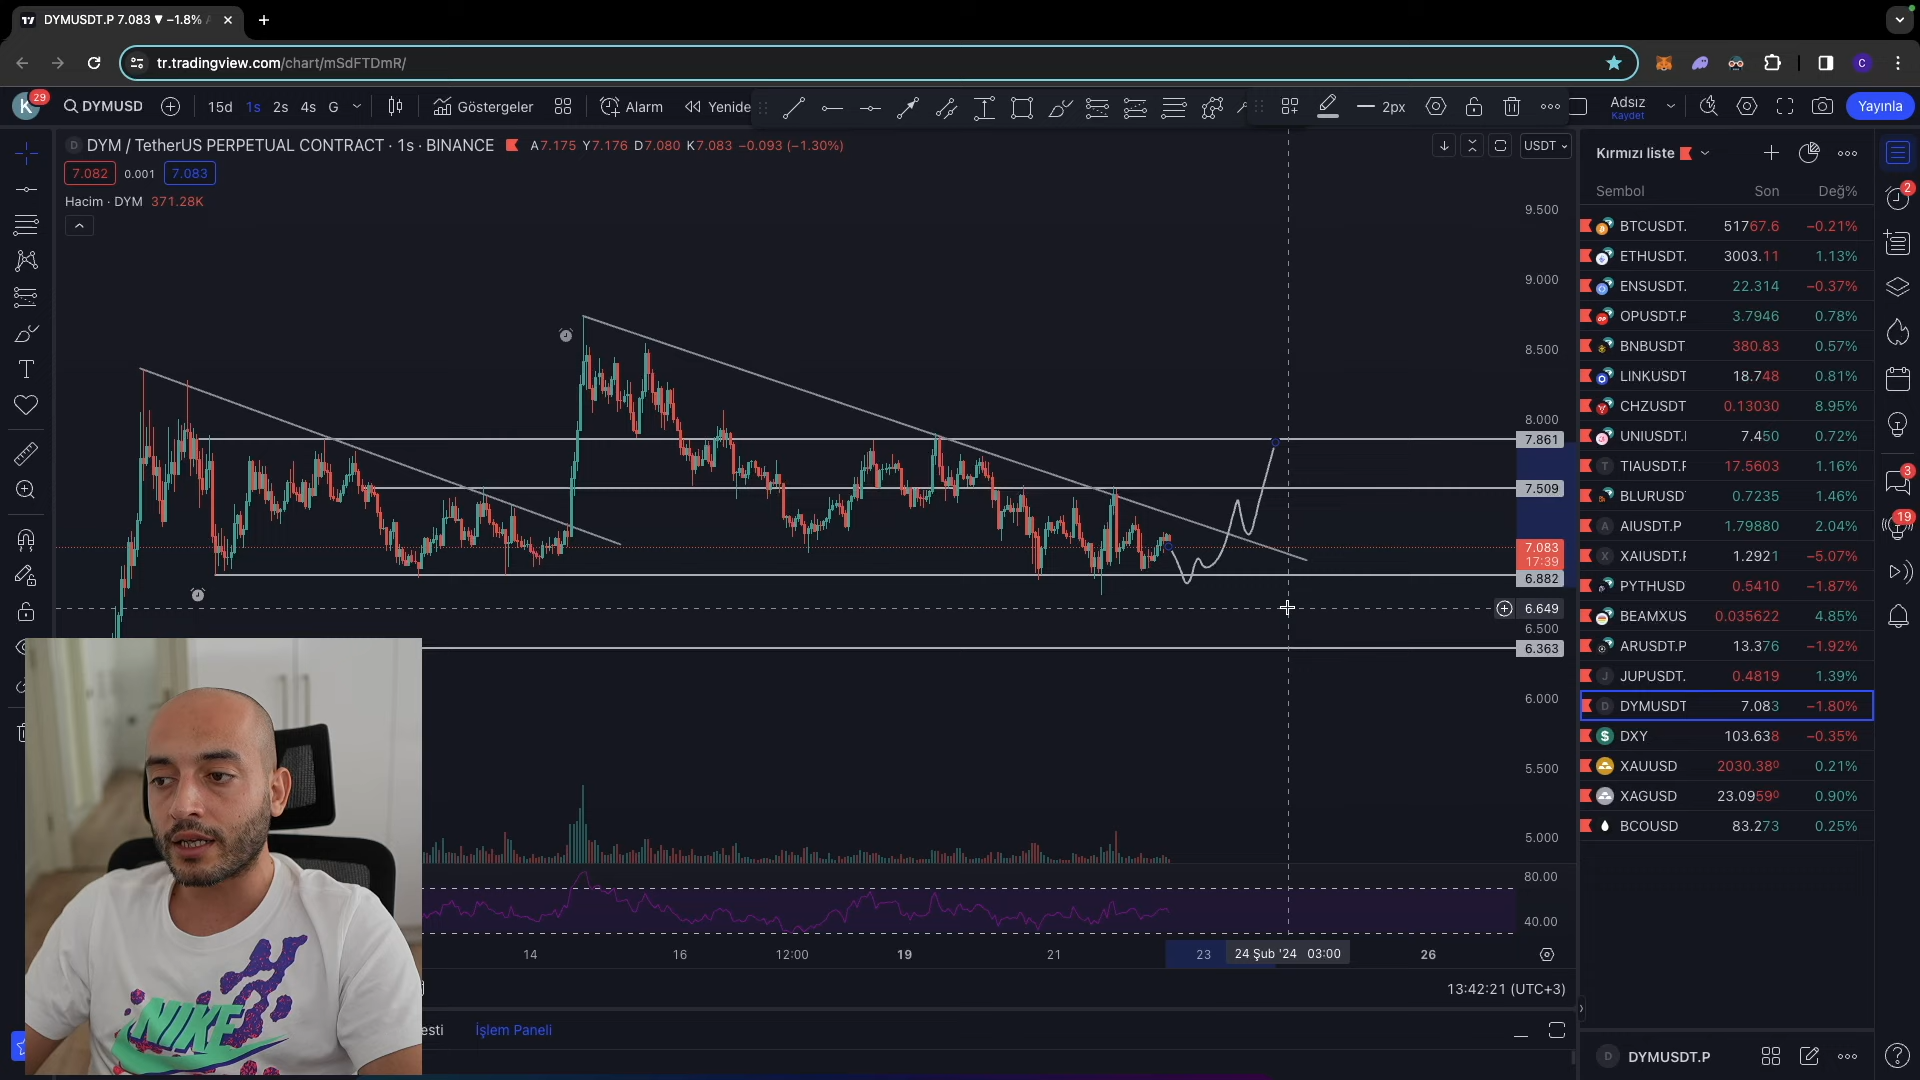 DYMUSDT.P 7.083 ▼ −1.8%
tr.tradingview.com/chart/mSdFTDmR/
K 29 DYMUSD 15d 1s 2s 4s G Göstergeler Alarm Yenide 2px Adsız Kaydet Yayınla
DYM / TetherUS PERPETUAL CONTRACT · 1s · BINANCE A7.175 Y7.176 D7.080 K7.083 −0.093 (−1.30%)
USDT
7.082 0.001 7.083
Hacim · DYM 371.28K
9.500
9.000
8.500
8.000
7.861
7.509
7.083
17:39
6.882
6.649
6.500
6.363
6.000
5.500
5.000
80.00
40.00
14 16 12:00 19 21 23 24 Şub '24 03:00 26
13:42:21 (UTC+3)
esti İşlem Paneli
Kırmızı liste
Sembol Son Değ%
BTCUSDT. 51767.6 −0.21%
ETHUSDT. 3003.11 1.13%
ENSUSDT. 22.314 −0.37%
OPUSDT.P 3.7946 0.78%
BNBUSDT 380.83 0.57%
LINKUSDT 18.748 0.81%
CHZUSDT 0.13030 8.95%
UNIUSDT.I 7.450 0.72%
TIAUSDT.P 17.5603 1.16%
BLURUSD 0.7235 1.46%
AIUSDT.P 1.79880 2.04%
XAIUSDT.P 1.2921 −5.07%
PYTHUSD 0.5410 −1.87%
BEAMXUS 0.035622 4.85%
ARUSDT.P 13.376 −1.92%
JUPUSDT. 0.4819 1.39%
DYMUSDT 7.083 −1.80%
DXY 103.638 −0.35%
XAUUSD 2030.380 0.21%
XAGUSD 23.09590 0.90%
BCOUSD 83.273 0.25%
DYMUSDT.P
2
3
19
NIKE